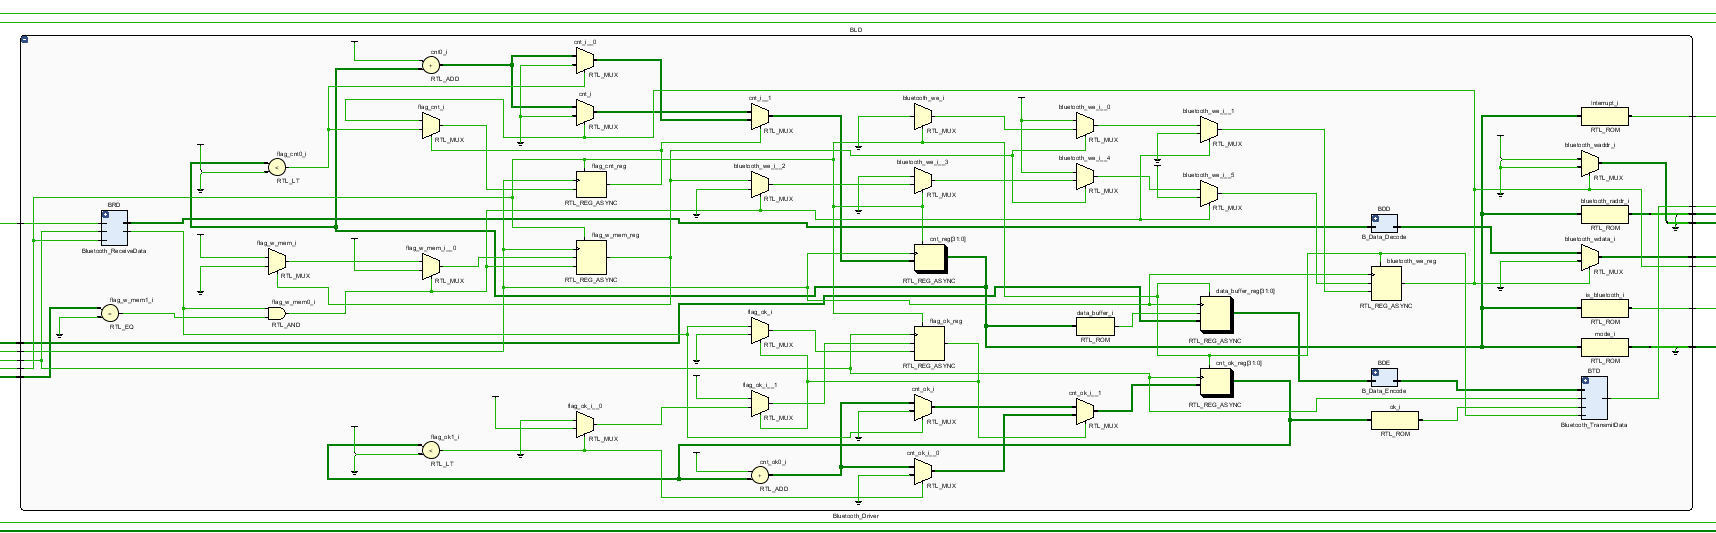 BLD
cnt_i__0
RTL_MUX
cnt0_i
+
RTL_ADD
cnt_i
RTL_MUX
cnt_i__1
RTL_MUX
flag_cnt_i
RTL_MUX
bluetooth_we_i
RTL_MUX
bluetooth_we_i__0
RTL_MUX
bluetooth_we_i__1
RTL_MUX
interrupt_i
RTL_ROM
flag_cnt0_i
<
RTL_LT
flag_cnt_reg
RTL_REG_ASYNC
bluetooth_we_i__2
RTL_MUX
bluetooth_we_i__3
RTL_MUX
bluetooth_we_i__4
RTL_MUX
bluetooth_we_i__5
RTL_MUX
bluetooth_waddr_i
RTL_MUX
BRD
Bluetooth_ReceiveData
BDD
B_Data_Decode
bluetooth_raddr_i
RTL_ROM
flag_w_mem_i
RTL_MUX
flag_w_mem_i__0
RTL_MUX
flag_w_mem_reg
RTL_REG_ASYNC
cnt_reg[31:0]
RTL_REG_ASYNC
bluetooth_we_reg
RTL_REG_ASYNC
bluetooth_wdata_i
RTL_MUX
flag_w_mem1_i
=
RTL_EQ
flag_w_mem0_i
RTL_AND
flag_ok_i
RTL_MUX
flag_ok_reg
RTL_REG_ASYNC
data_buffer_i
RTL_ROM
data_buffer_reg[31:0]
RTL_REG_ASYNC
is_bluetooth_i
RTL_ROM
mode_i
RTL_ROM
cnt_ok_reg[31:0]
RTL_REG_ASYNC
BDE
B_Data_Encode
BTD
Bluetooth_TransmitData
flag_ok_i__1
RTL_MUX
cnt_ok_i
RTL_MUX
cnt_ok_i__1
RTL_MUX
ok_i
RTL_ROM
flag_ok_i__0
RTL_MUX
flag_ok1_i
<
RTL_LT
cnt_ok0_i
+
RTL_ADD
cnt_ok_i__0
RTL_MUX
Bluetooth_Driver